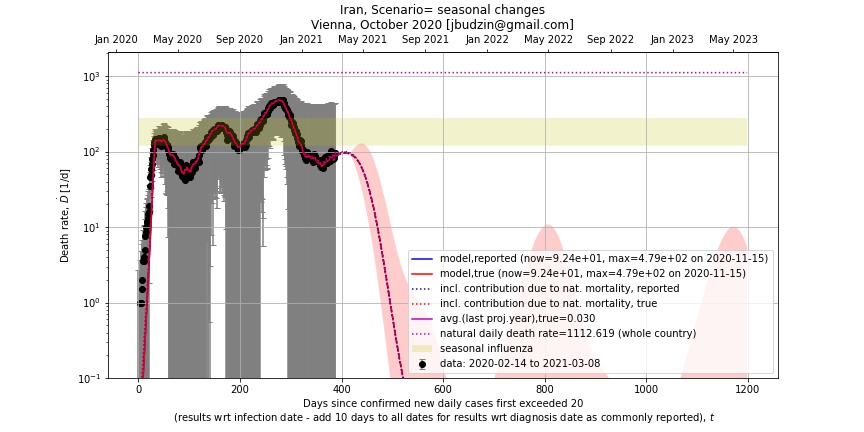 Iran, Scenario= seasonal changes
Vienna, October 2020 [jbudzin@gmail.com]
Jan 2020 May 2020 Sep 2020 Jan 2021 May 2021 Sep 2021 Jan 2022 May 2022 Sep 2022 Jan 2023 May 2023
10³
10²
10¹
10⁰
10⁻¹
Death rate, Ḋ [1/d]
model,reported (now=9.24e+01, max=4.79e+02 on 2020-11-15)
model,true (now=9.24e+01, max=4.79e+02 on 2020-11-15)
incl. contribution due to nat. mortality, reported
incl. contribution due to nat. mortality, true
avg.(last proj.year),true=0.030
natural daily death rate=1112.619 (whole country)
seasonal influenza
data: 2020-02-14 to 2021-03-08
0 200 400 600 800 1000 1200
Days since confirmed new daily cases first exceeded 20
(results wrt infection date - add 10 days to all dates for results wrt diagnosis date as commonly reported), t